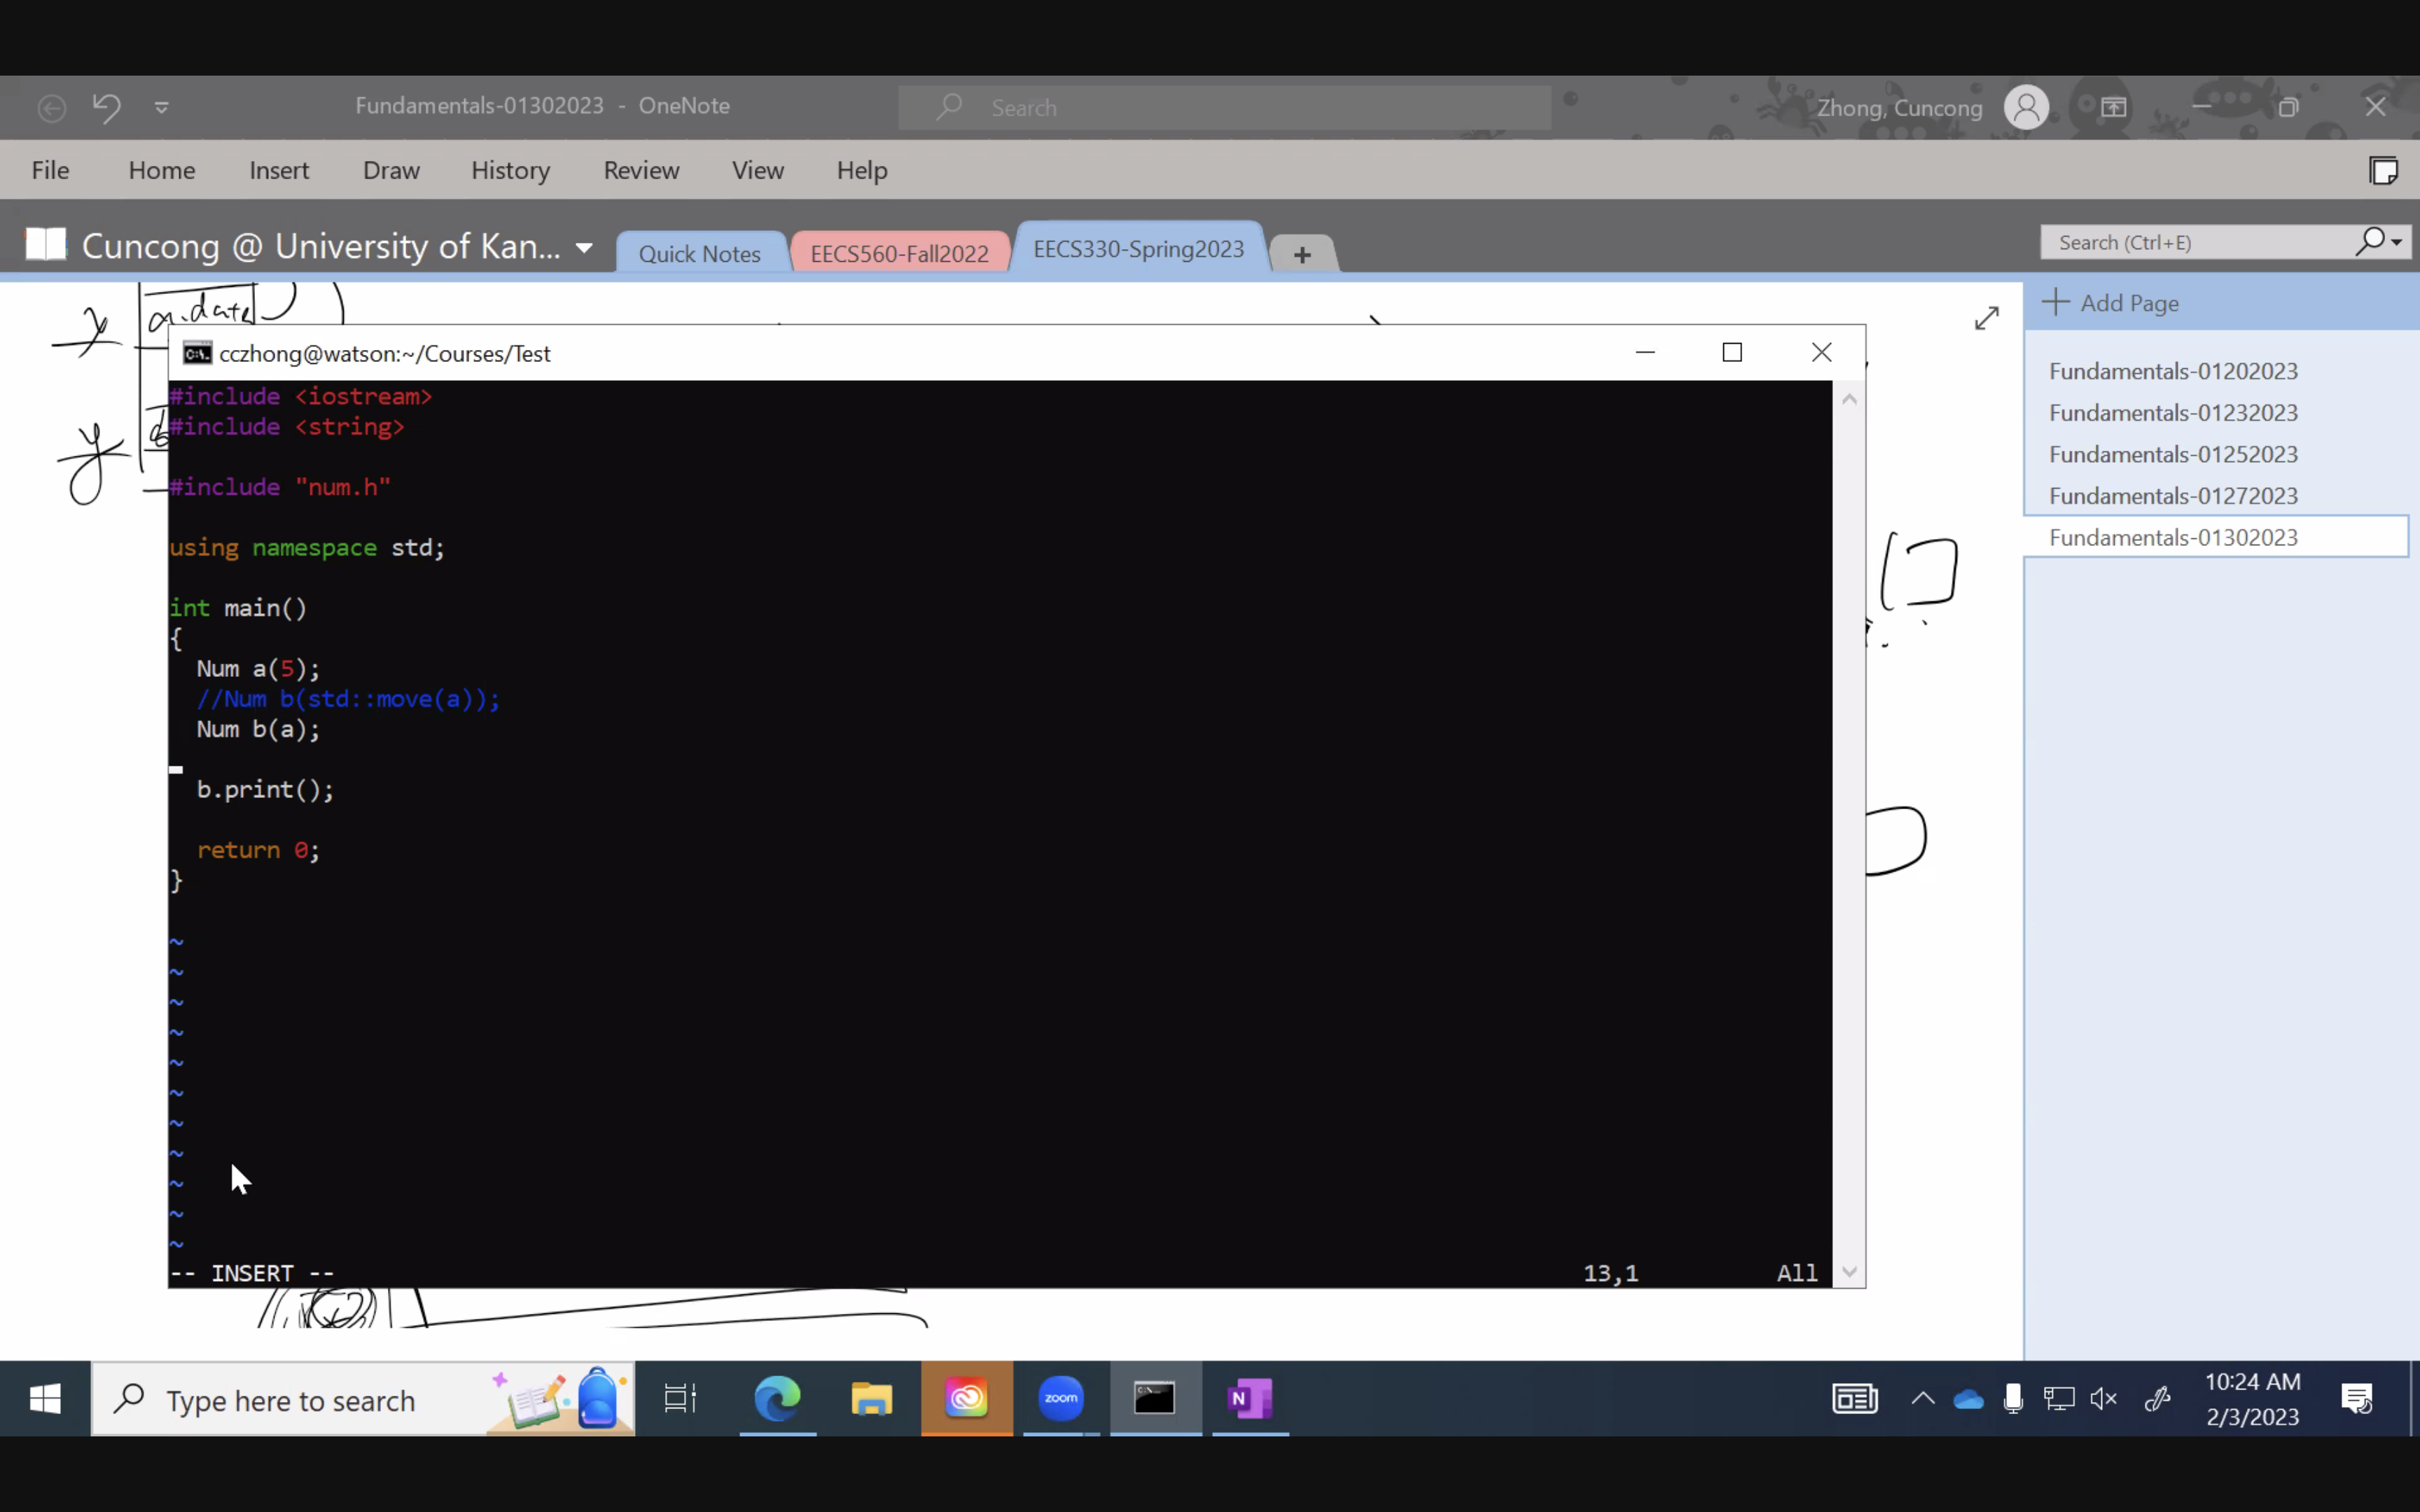 Fundamentals-01302023 - OneNote
Search
Zhong, Cuncong
File Home Insert Draw History Review View Help
Cuncong @ University of Kan...
Quick Notes
EECS560-Fall2022
EECS330-Spring2023
+
Search (Ctrl+E)
Add Page
Fundamentals-01202023
Fundamentals-01232023
Fundamentals-01252023
Fundamentals-01272023
Fundamentals-01302023
x
a.data
y
cczhong@watson:~/Courses/Test
#include <iostream>
#include <string>
#include "num.h"
using namespace std;
int main()
{
Num a(5);
//Num b(std::move(a));
Num b(a);
b.print();
return 0;
}
~
~
~
~
~
~
~
~
~
~
~
-- INSERT --
13,1
All
Type here to search
zoom
N
10:24 AM
2/3/2023